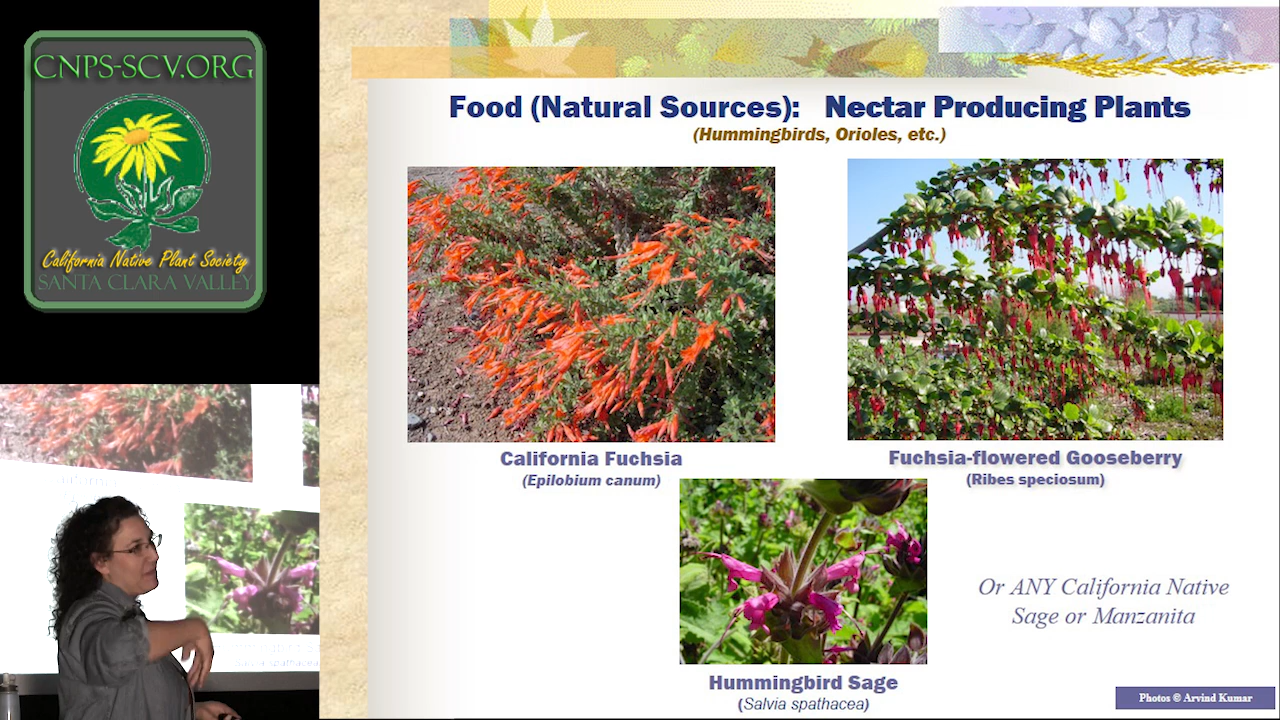 CNPS-SCV.ORG
California Native Plant Society
SANTA CLARA VALLEY
Food (Natural Sources): Nectar Producing Plants
(Hummingbirds, Orioles, etc.)
California Fuchsia
(Epilobium canum)
Fuchsia-flowered Gooseberry
(Ribes speciosum)
Or ANY California Native
Sage or Manzanita
Hummingbird Sage
(Salvia spathacea)
Photos © Arvind Kumar